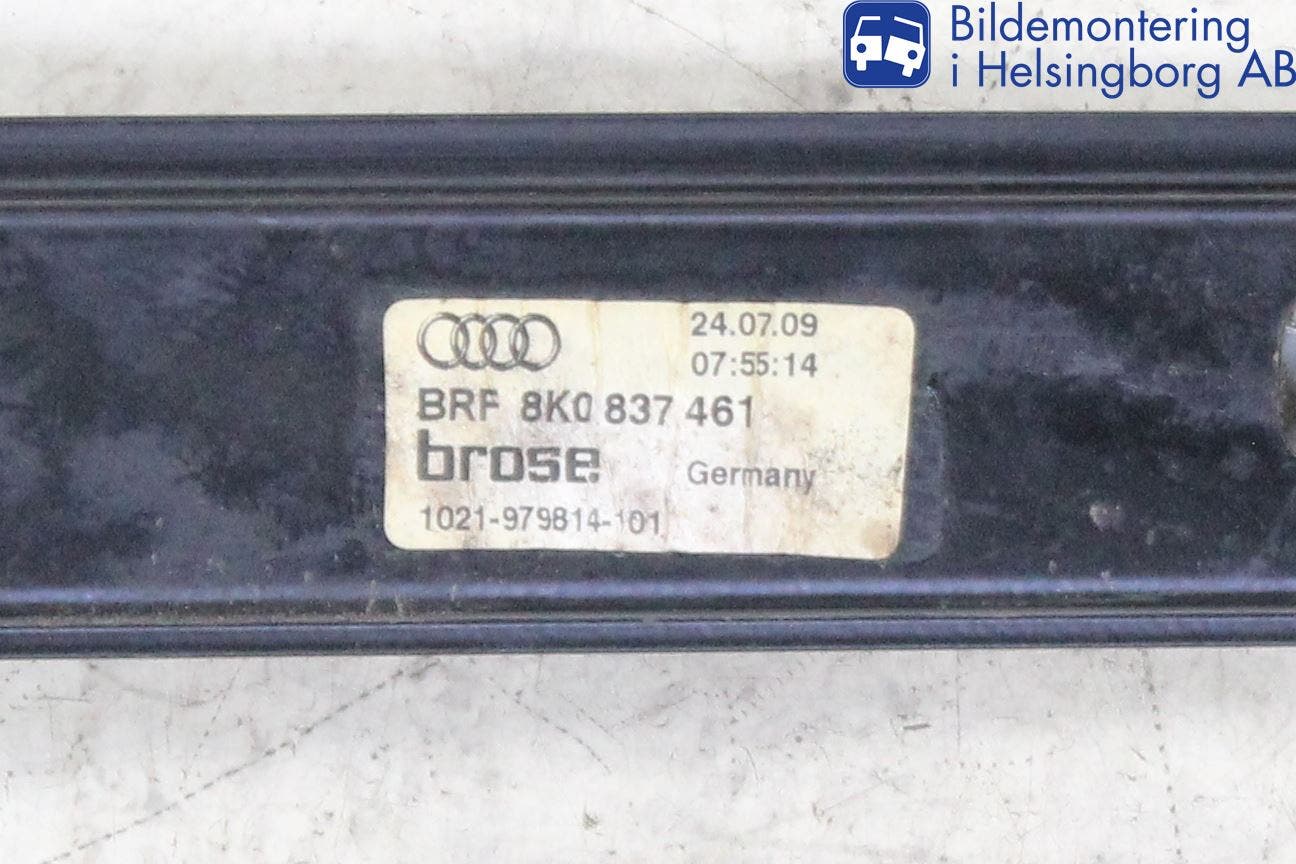 Bildemontering
i Helsingborg AB
24.07.09
07:55:14
BRF 8K0 837 461
brose
Germany
1021-979814-101